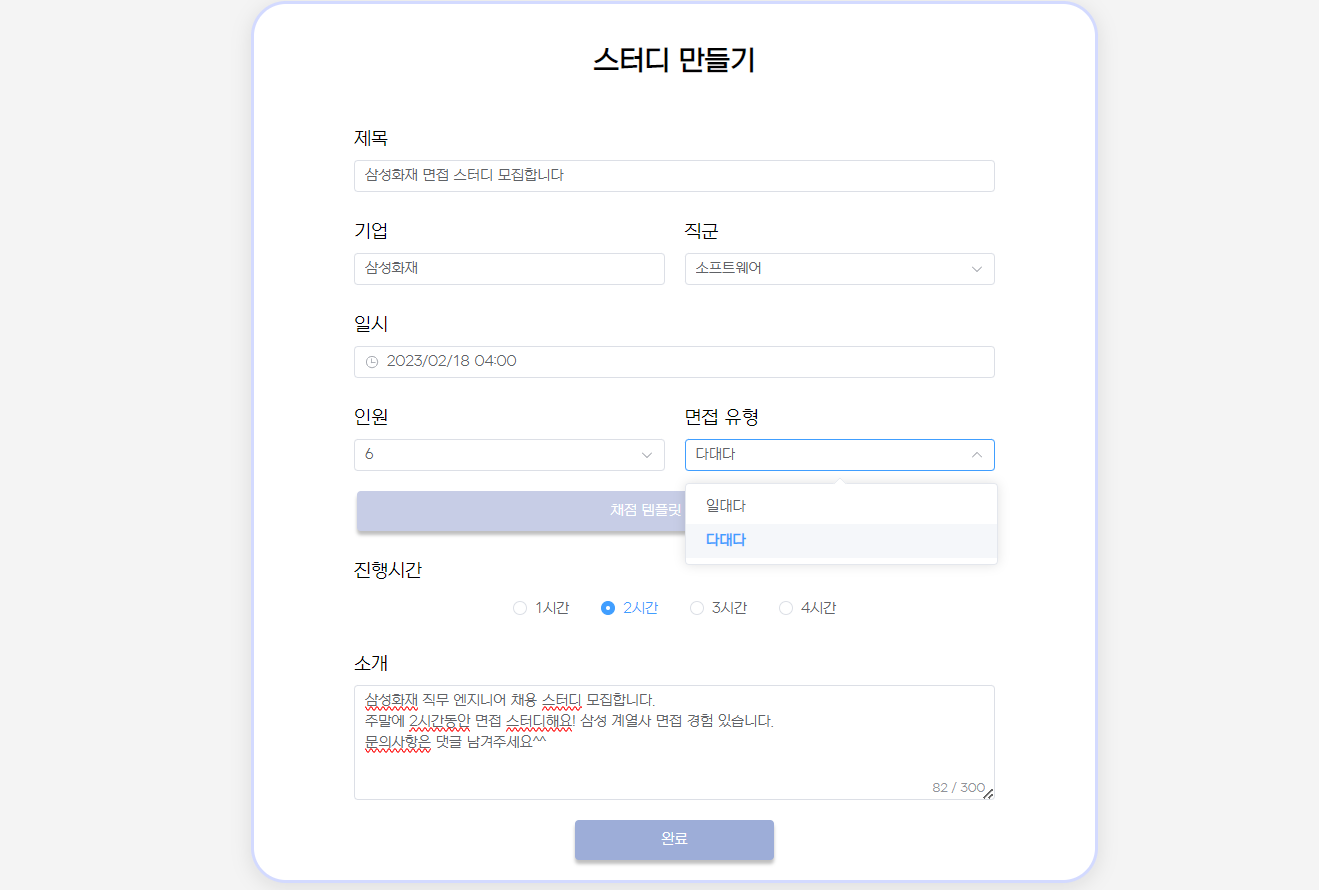 스터디 만들기
제목
삼성화재 면접 스터디 모집합니다
기업
직군
삼성화재
소프트웨어
일시
2023/02/18 04:00
인원
면접 유형
6
다대다
채점 템플릿
일대다
다대다
진행시간
1시간
2시간
3시간
4시간
소개
삼성화재 직무 엔지니어 채용 스터디 모집합니다.
주말에 2시간동안 면접 스터디해요! 삼성 계열사 면접 경험 있습니다.
문의사항은 댓글 남겨주세요^^
82 / 300
완료